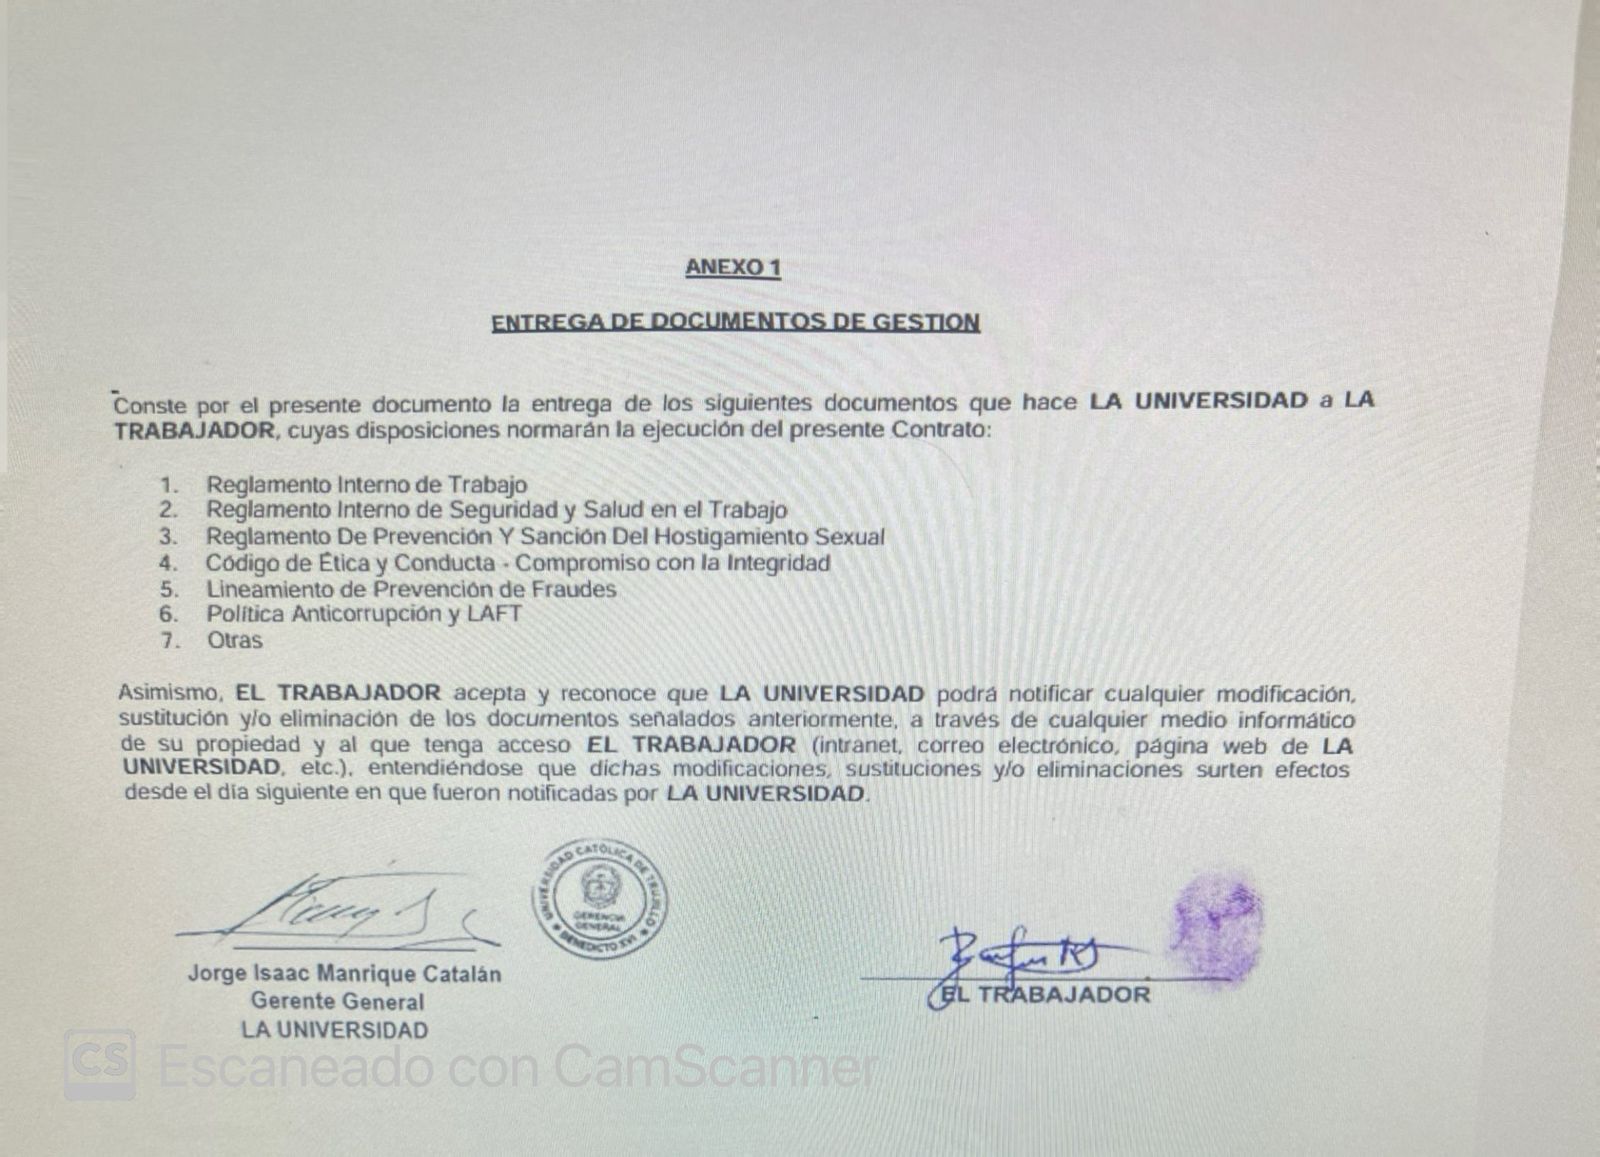 ANEXO 1
ENTREGA DE DOCUMENTOS DE GESTION
Conste por el presente documento la entrega de los siguientes documentos que hace LA UNIVERSIDAD a LA
TRABAJADOR, cuyas disposiciones normarán la ejecución del presente Contrato:
1. Reglamento Interno de Trabajo
2. Reglamento Interno de Seguridad y Salud en el Trabajo
3. Reglamento De Prevención Y Sanción Del Hostigamiento Sexual
4. Código de Ética y Conducta - Compromiso con la Integridad
5. Lineamiento de Prevención de Fraudes
6. Política Anticorrupción y LAFT
7. Otras
Asimismo, EL TRABAJADOR acepta y reconoce que LA UNIVERSIDAD podrá notificar cualquier modificación,
sustitución y/o eliminación de los documentos señalados anteriormente, a través de cualquier medio informático
de su propiedad y al que tenga acceso EL TRABAJADOR (intranet, correo electrónico, página web de LA
UNIVERSIDAD, etc.), entendiéndose que dichas modificaciones, sustituciones y/o eliminaciones surten efectos
desde el día siguiente en que fueron notificadas por LA UNIVERSIDAD.
UNIVERSIDAD CATÓLICA DE TRUJILLO
GERENCIA
GENERAL
BENEDICTO XVI
Jorge Isaac Manrique Catalán
Gerente General
LA UNIVERSIDAD
EL TRABAJADOR
CS Escaneado con CamScanner